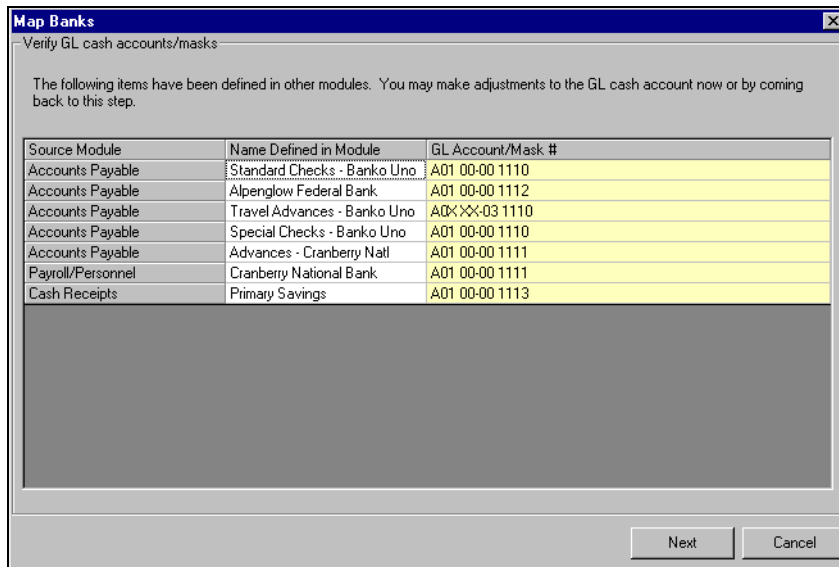 Map Banks
Verify GL cash accounts/masks
The following items have been defined in other modules. You may make adjustments to the GL cash account now or by coming
back to this step.
Source Module Name Defined in Module GL Account/Mask #
Accounts Payable Standard Checks - Banko Uno A01 00-00 1110
Accounts Payable Alpenglow Federal Bank A01 00-00 1112
Accounts Payable Travel Advances - Banko Uno A0X XX-03 1110
Accounts Payable Special Checks - Banko Uno A01 00-00 1110
Accounts Payable Advances - Cranberry Natl A01 00-00 1111
Payroll/Personnel Cranberry National Bank A01 00-00 1111
Cash Receipts Primary Savings A01 00-00 1113
Next Cancel